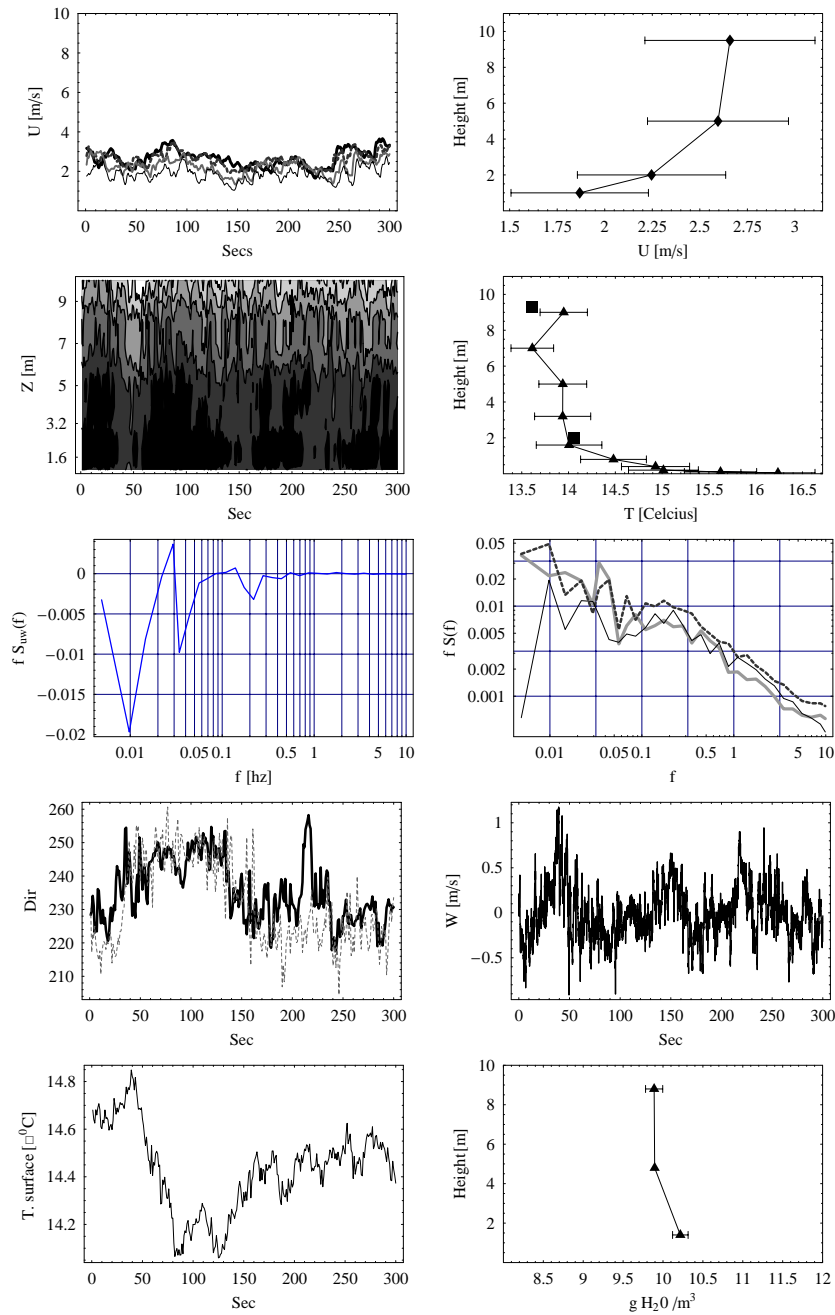 10
8
6
4
2
U [m/s]
0 50 100 150 200 250 300
Secs
10
8
6
4
2
Height [m]
1.5 1.75 2 2.25 2.5 2.75 3
U [m/s]
9
7
5
3.2
1.6
Z [m]
0 50 100 150 200 250 300
Sec
10
8
6
4
2
Height [m]
13.5 14 14.5 15 15.5 16 16.5
T [Celcius]
0
−0.005
−0.01
−0.015
−0.02
f Suw(f)
0.01 0.05 0.1 0.5 1 5 10
f [hz]
0.05
0.02
0.01
0.005
0.002
0.001
f S(f)
0.01 0.05 0.1 0.5 1 5 10
f
260
250
240
230
220
210
Dir
0 50 100 150 200 250 300
Sec
1
0.5
0
−0.5
W [m/s]
0 50 100 150 200 250 300
Sec
14.8
14.6
14.4
14.2
T. surface [□⁰C]
0 50 100 150 200 250 300
Sec
10
8
6
4
2
Height [m]
8.5 9 9.5 10 10.5 11 11.5 12
g H₂0 /m³